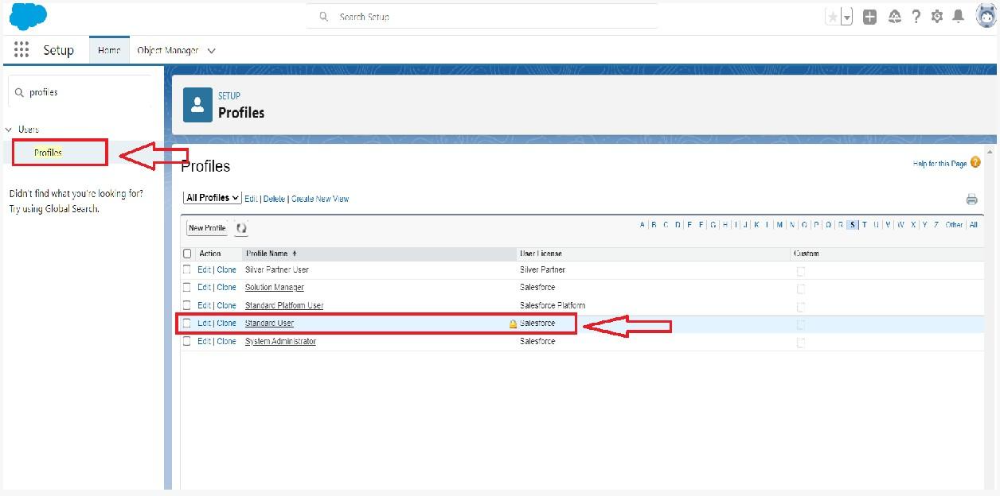 Search Setup
Setup Home Object Manager
profiles
Users
Profiles
Didn't find what you're looking for?
Try using Global Search.
SETUP
Profiles
Profiles
Help for this Page ?
All Profiles Edit | Delete | Create New View
New Profile A | B | C | D | E | F | G | H | I | J | K | L | M | N | O | P | Q | R | S | T | U | V | W | X | Y | Z | Other | All
Action Profile Name User License Custom
Edit | Clone Silver Partner User Silver Partner
Edit | Clone Solution Manager Salesforce
Edit | Clone Standard Platform User Salesforce Platform
Edit | Clone Standard User Salesforce
Edit | Clone System Administrator Salesforce